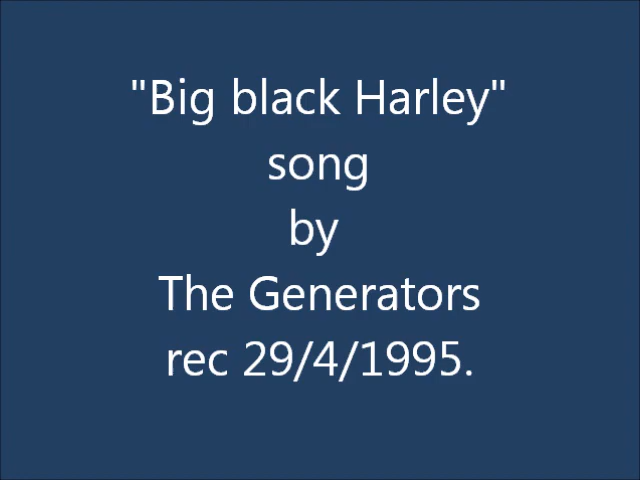 "Big black Harley"
song
by
The Generators
rec 29/4/1995.